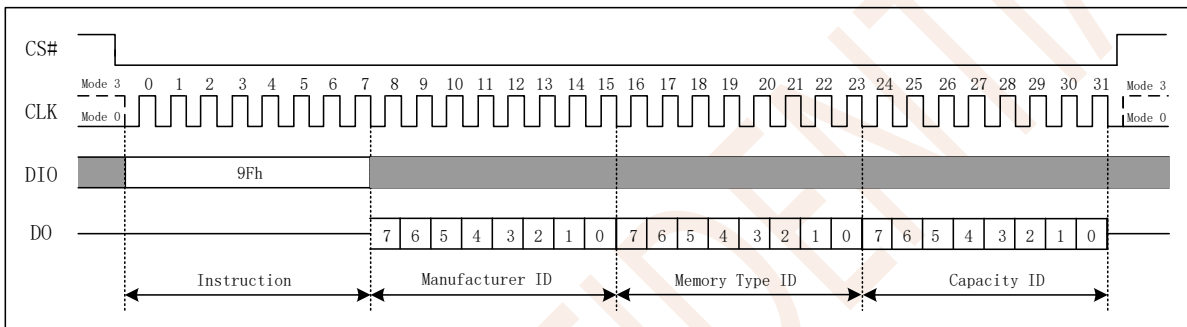 CS#
Mode 3 0 1 2 3 4 5 6 7 8 9 10 11 12 13 14 15 16 17 18 19 20 21 22 23 24 25 26 27 28 29 30 31 Mode 3
CLK
Mode 0 Mode 0
DIO 9Fh
DO 7 6 5 4 3 2 1 0 7 6 5 4 3 2 1 0 7 6 5 4 3 2 1 0
Instruction Manufacturer ID Memory Type ID Capacity ID